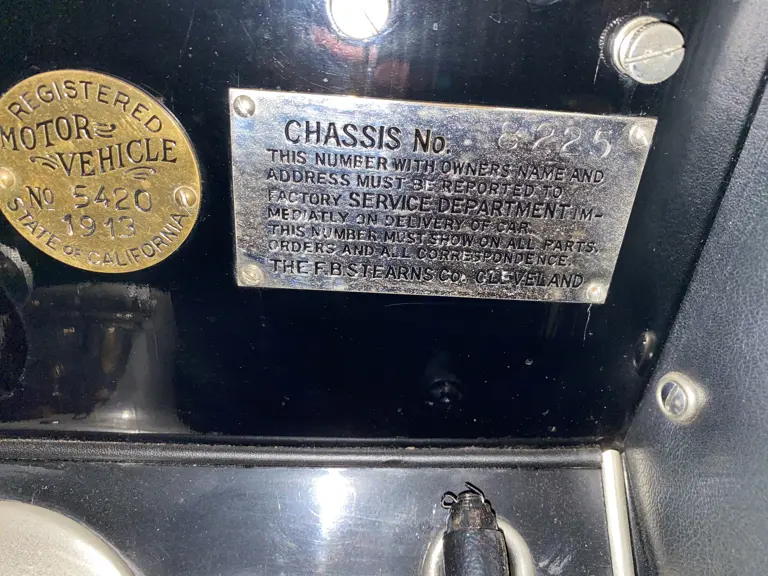 REGISTERED
MOTOR
VEHICLE
No 5420
1913
STATE OF CALIFORNIA
CHASSIS No. 8225
THIS NUMBER WITH OWNERS NAME AND
ADDRESS MUST BE REPORTED TO
FACTORY SERVICE DEPARTMENT IM-
MEDIATLY ON DELIVERY OF CAR.
THIS NUMBER MUST SHOW ON ALL PARTS,
ORDERS AND ALL CORRESPONDENCE.
THE F.B. STEARNS CO. CLEVELAND